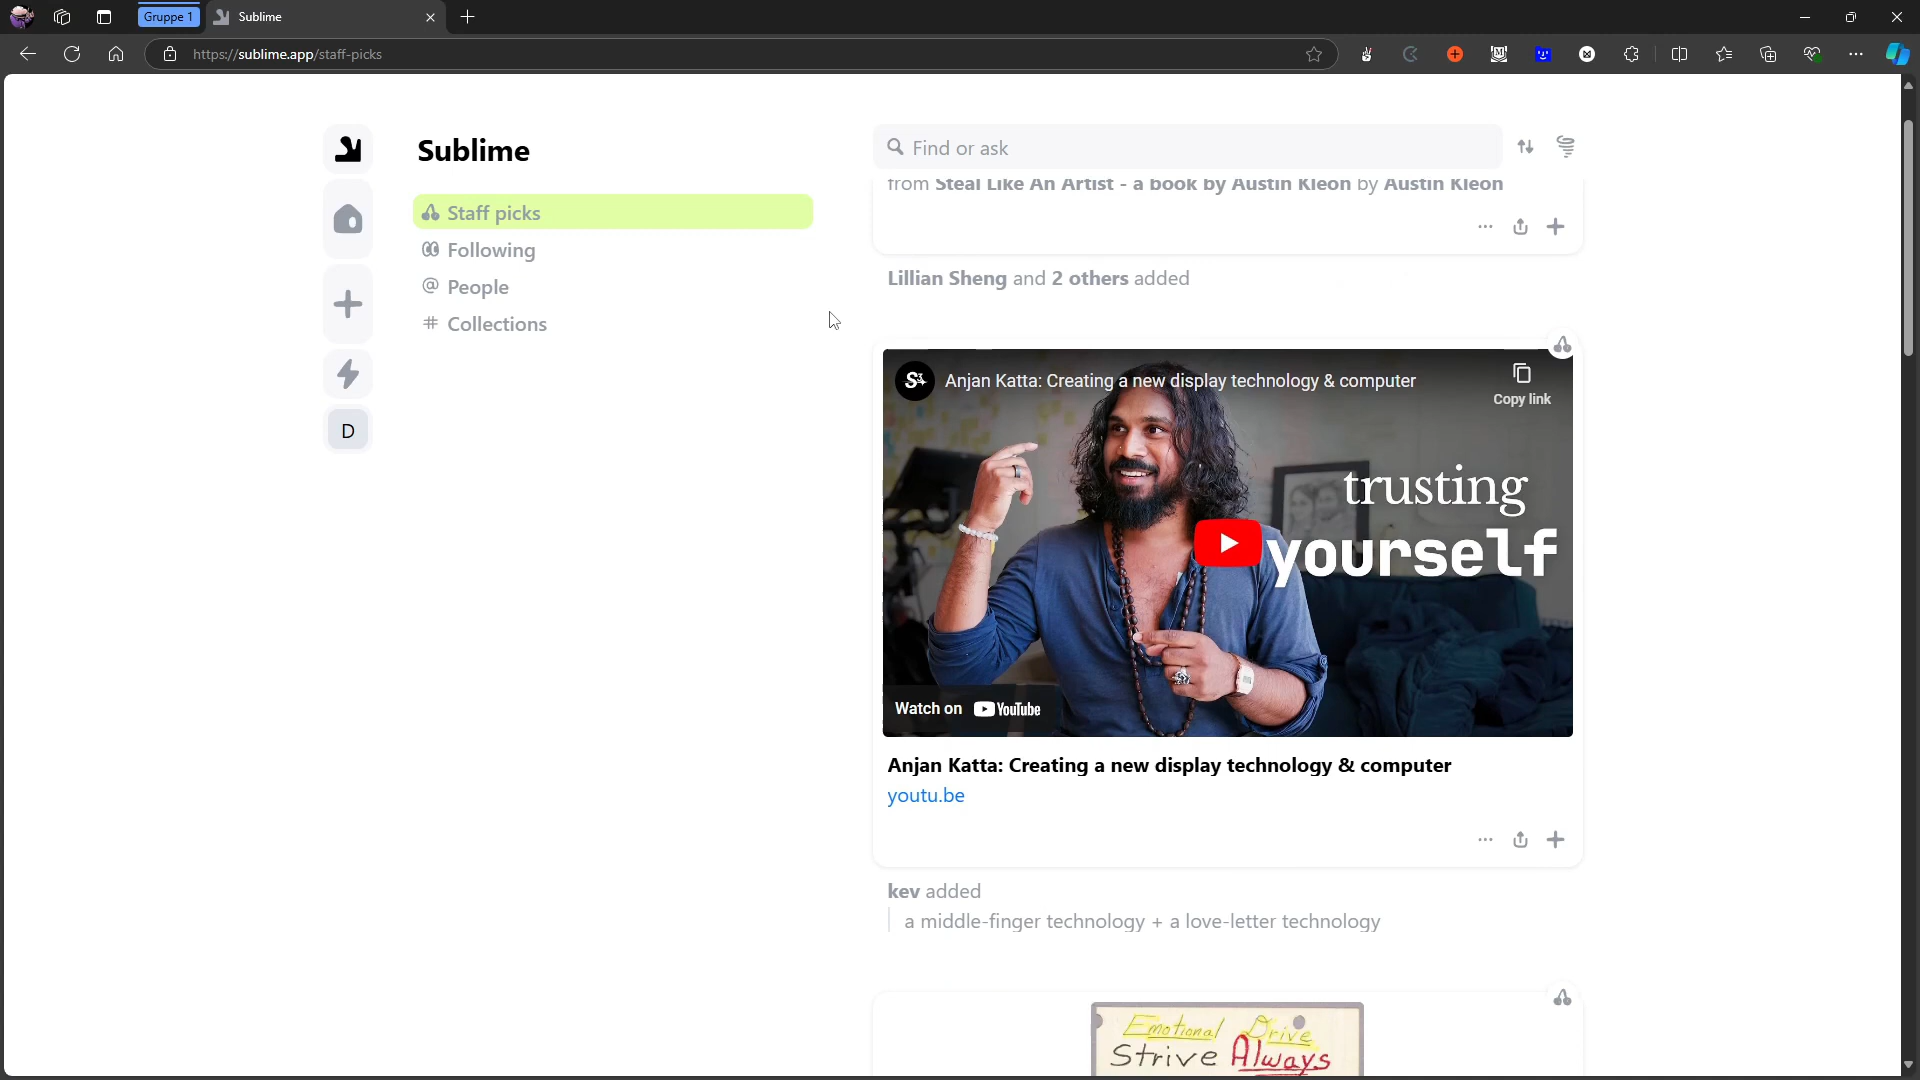 Gruppe 1
Sublime
https://sublime.app/staff-picks
Sublime
Find or ask
Staff picks
Following
People
Collections
D
from Steal Like An Artist - a book by Austin Kleon by Austin Kleon
Lillian Sheng and 2 others added
S3
Anjan Katta: Creating a new display technology & computer
Copy link
trusting
yourself
Watch on YouTube
Anjan Katta: Creating a new display technology & computer
youtu.be
kev added
a middle-finger technology + a love-letter technology
Emotional Drive
Strive Always